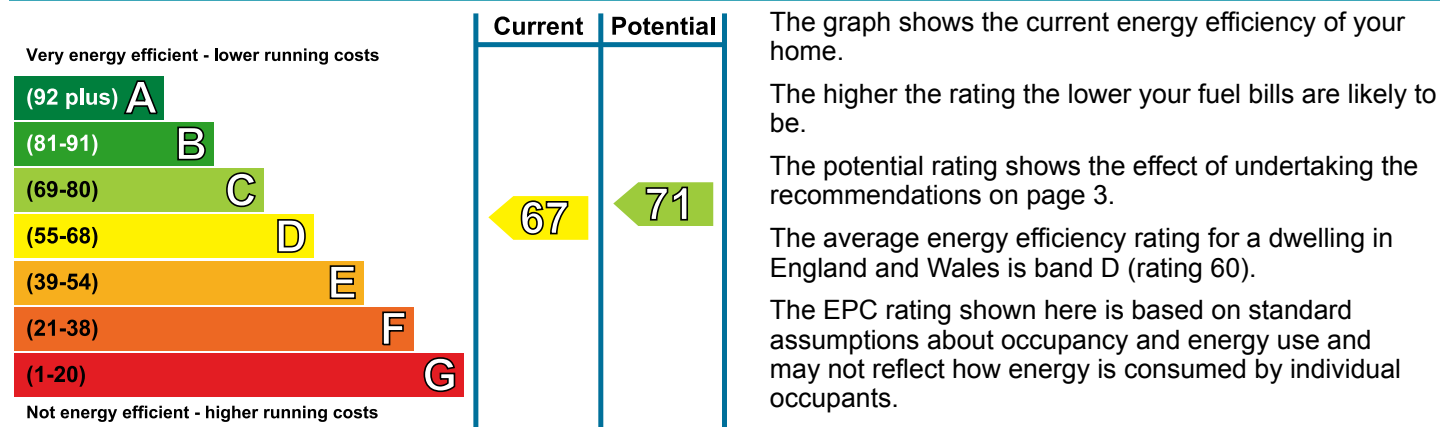 Current Potential
Very energy efficient - lower running costs
(92 plus) A
(81-91) B
(69-80) C
(55-68) D
(39-54) E
(21-38) F
(1-20) G
Not energy efficient - higher running costs
67
71
The graph shows the current energy efficiency of your
home.
The higher the rating the lower your fuel bills are likely to
be.
The potential rating shows the effect of undertaking the
recommendations on page 3.
The average energy efficiency rating for a dwelling in
England and Wales is band D (rating 60).
The EPC rating shown here is based on standard
assumptions about occupancy and energy use and
may not reflect how energy is consumed by individual
occupants.